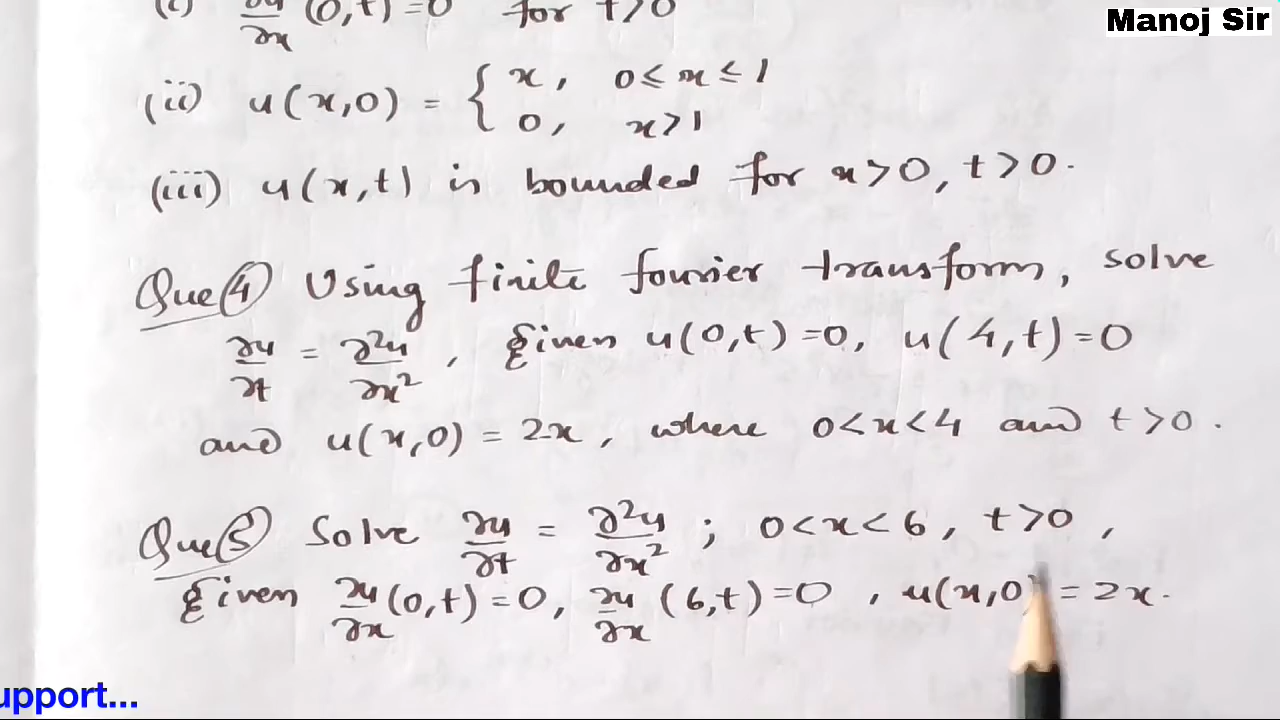 (i) ∂u/∂x (0,t) = 0 for t>0
Manoj Sir
(ii) u(x,0) = { x, 0≤x≤1
0, x>1
(iii) u(x,t) is bounded for x>0, t>0.
Que(4) Using finite fourier transform, solve
∂u/∂t = ∂²u/∂x², given u(0,t)=0, u(4,t)=0
and u(x,0) = 2x, where 0<x<4 and t>0.
Que(5) Solve ∂u/∂t = ∂²u/∂x² ; 0<x<6, t>0,
given ∂u/∂x (0,t)=0, ∂u/∂x (6,t)=0, u(x,0) = 2x.
upport...